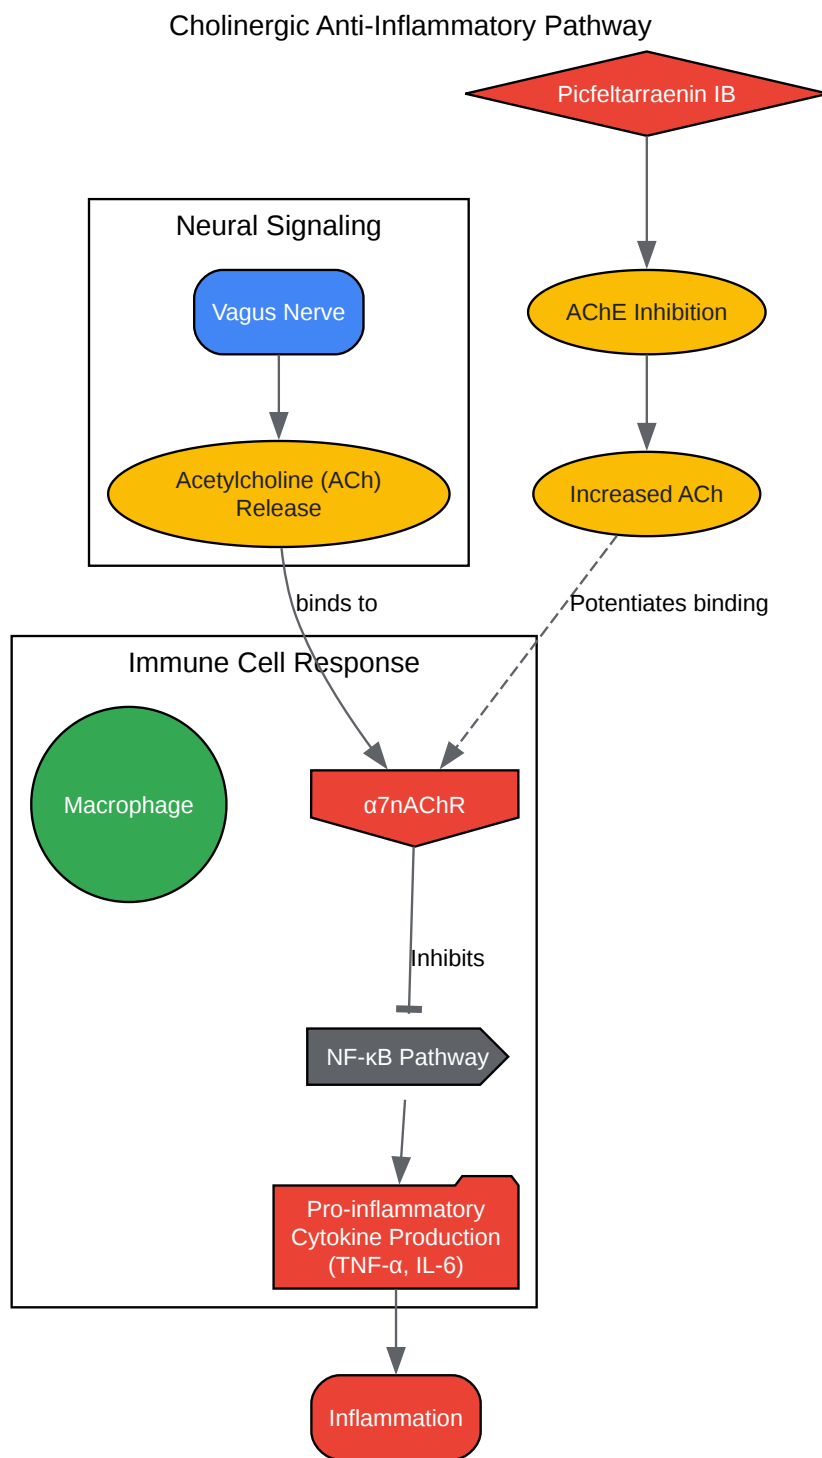 Cholinergic Anti-Inflammatory Pathway
Picfeltarraenin IB
Neural Signaling
Vagus Nerve
AChE Inhibition
Acetylcholine (ACh)
Release
Increased ACh
binds to
Potentiates binding
Immune Cell Response
Macrophage
α7nAChR
Inhibits
NF-κB Pathway
Pro-inflammatory
Cytokine Production
(TNF-α, IL-6)
Inflammation